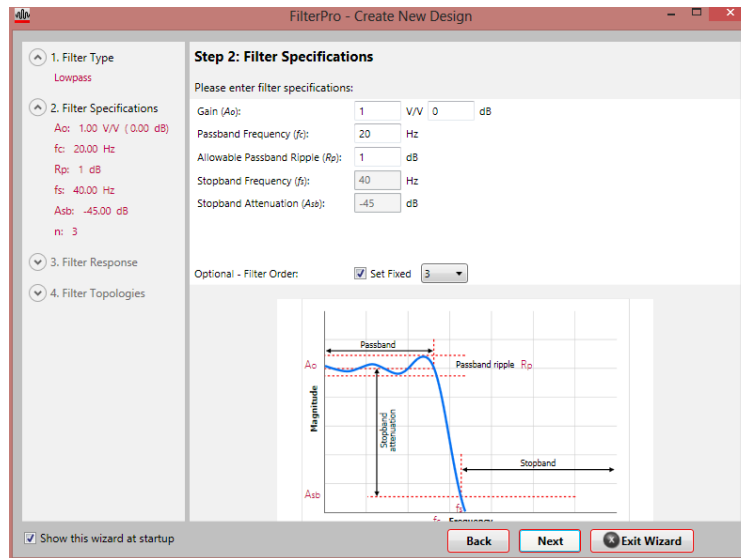 FilterPro - Create New Design
1. Filter Type
Lowpass
2. Filter Specifications
Ao: 1.00 V/V ( 0.00 dB)
fc: 20.00 Hz
Rp: 1 dB
fs: 40.00 Hz
Asb: -45.00 dB
n: 3
3. Filter Response
4. Filter Topologies
Step 2: Filter Specifications
Please enter filter specifications:
Gain (Ao): 1 V/V 0 dB
Passband Frequency (fc): 20 Hz
Allowable Passband Ripple (Rp): 1 dB
Stopband Frequency (fs): 40 Hz
Stopband Attenuation (Asb): -45 dB
Optional - Filter Order: Set Fixed 3
Passband
Ao
Passband ripple Rp
Magnitude
Stopband
attenuation
Stopband
Asb
fs
fc Frequency
Show this wizard at startup
Back Next Exit Wizard